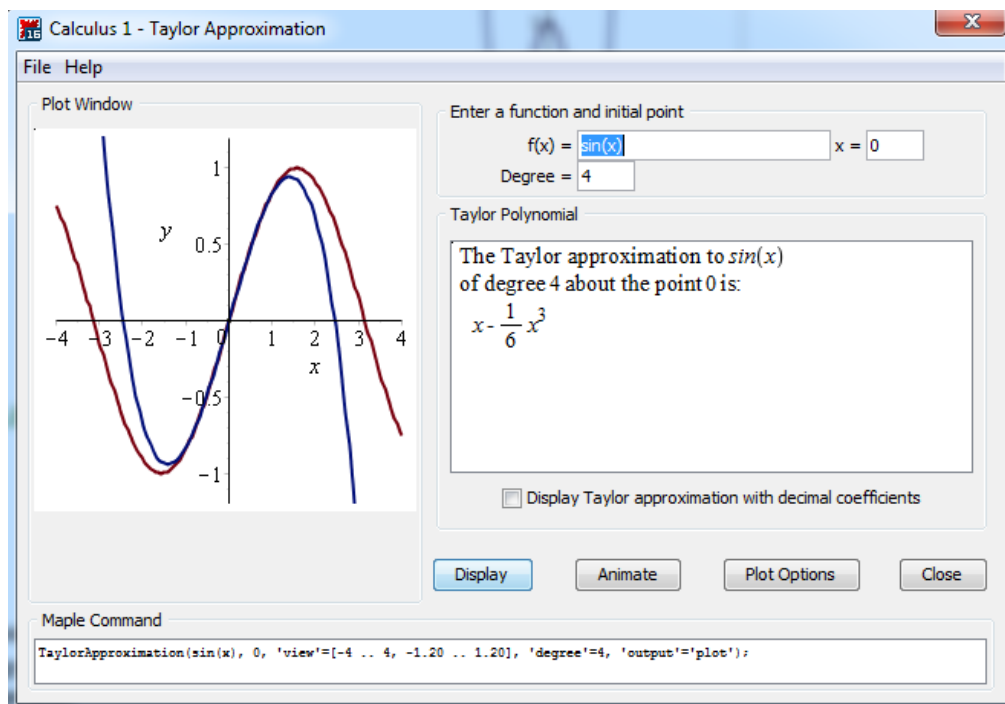 16
Calculus 1 - Taylor Approximation
X
File Help
Plot Window
y
1
0.5
-4 -3 -2 -1 0 1 2 3 4
x
-0.5
-1
Enter a function and initial point
f(x) = sin(x) x = 0
Degree = 4
Taylor Polynomial
The Taylor approximation to sin(x)
of degree 4 about the point 0 is:
x - 1/6 x³
Display Taylor approximation with decimal coefficients
Display Animate Plot Options Close
Maple Command
TaylorApproximation(sin(x), 0, 'view'=[-4 .. 4, -1.20 .. 1.20], 'degree'=4, 'output'='plot');